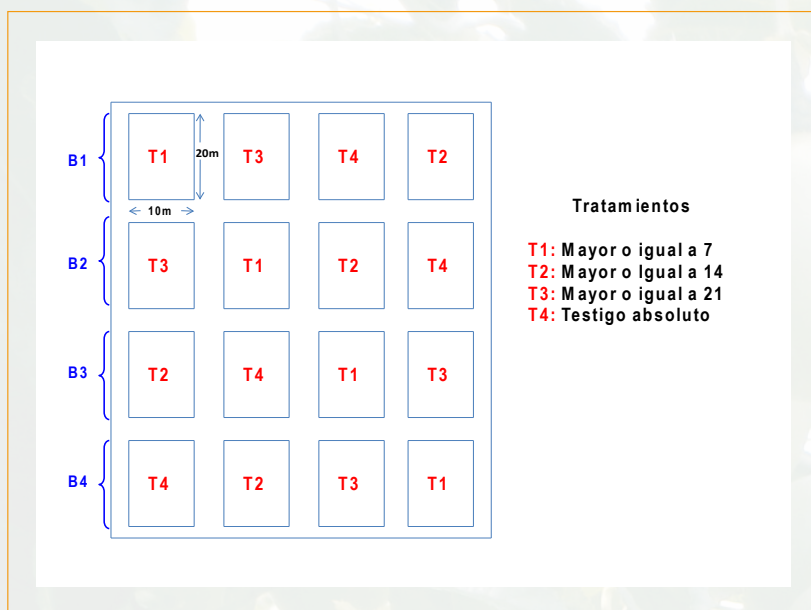 B1 T1 20m T3 T4 T2
10m
B2 T3 T1 T2 T4
B3 T2 T4 T1 T3
B4 T4 T2 T3 T1
Tratamientos
T1: Mayor o igual a 7
T2: Mayor o Igual a 14
T3: Mayor o igual a 21
T4: Testigo absoluto